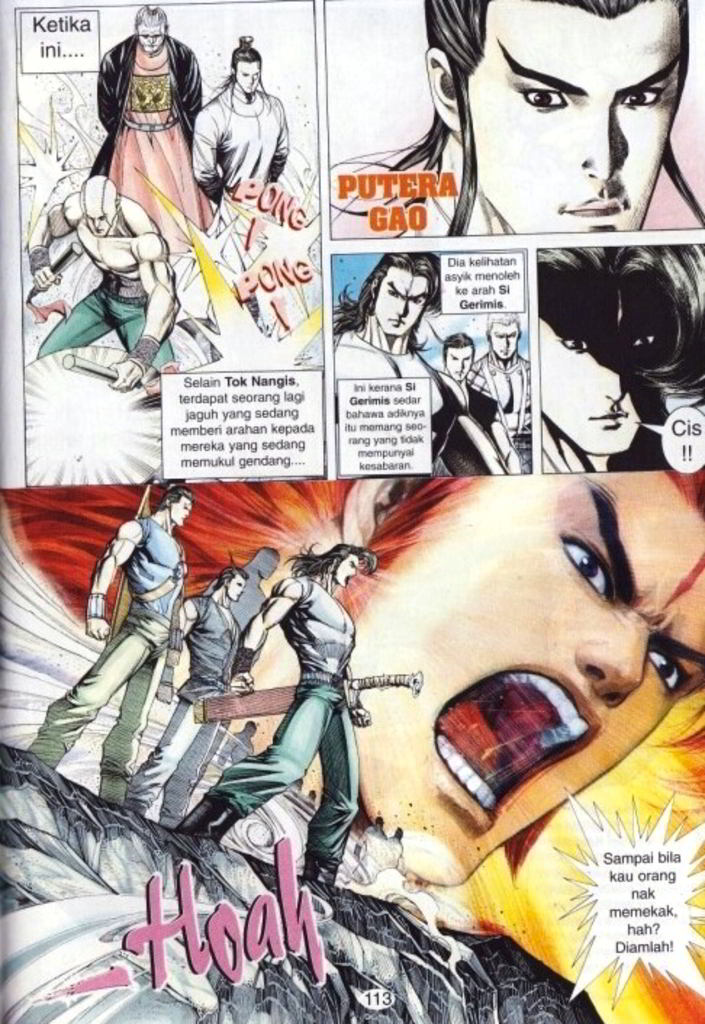 Ketika
ini....
PONG
!
PONG
!
Selain Tok Nangis,
terdapat seorang lagi
jaguh yang sedang
memberi arahan kepada
mereka yang sedang
memukul gendang....
PUTERA
GAO
Dia kelihatan
asyik menoleh
ke arah Si
Gerimis.
Ini kerana Si
Gerimis sedar
bahawa adiknya
itu memang seo-
rang yang tidak
mempunyai
kesabaran.
Cis
!!
Hoah
Sampai bila
kau orang
nak
memekak,
hah?
Diamlah!
113